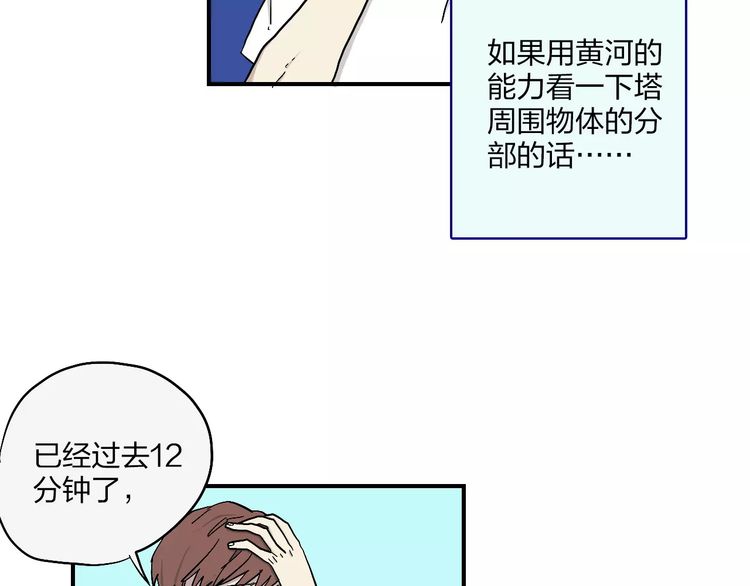 如果用黄河的
能力看一下塔
周围物体的分
部的话……
已经过去12
分钟了，